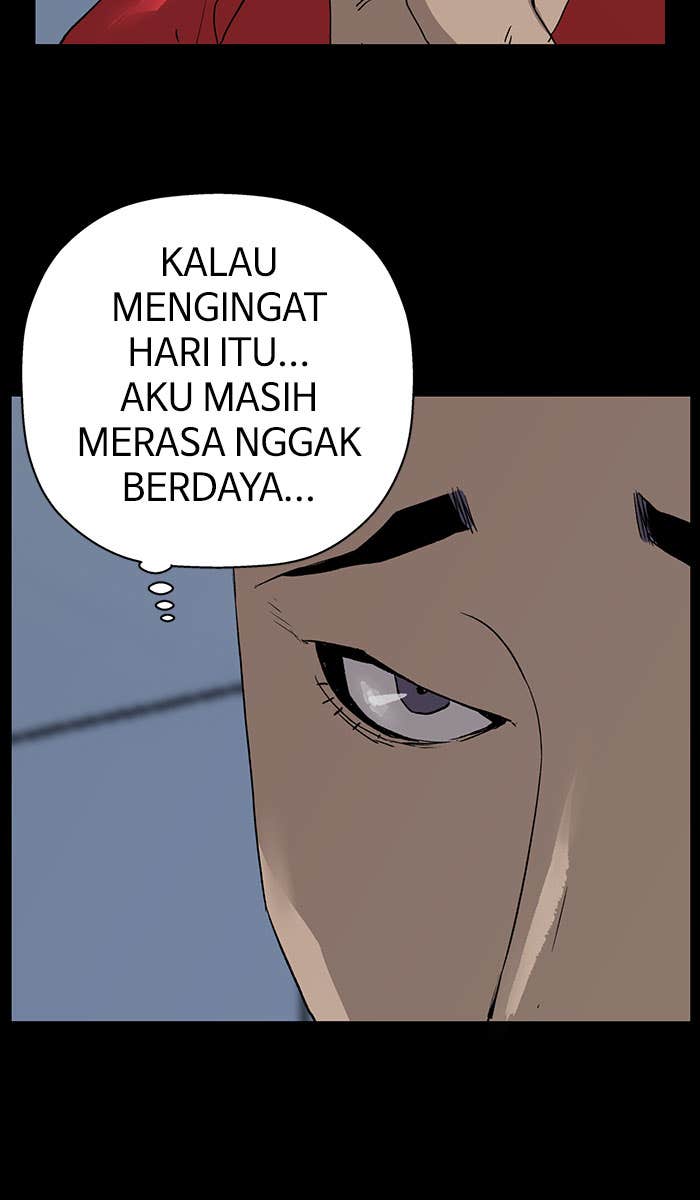 KALAU
MENGINGAT
HARI ITU...
AKU MASIH
MERASA NGGAK
BERDAYA...